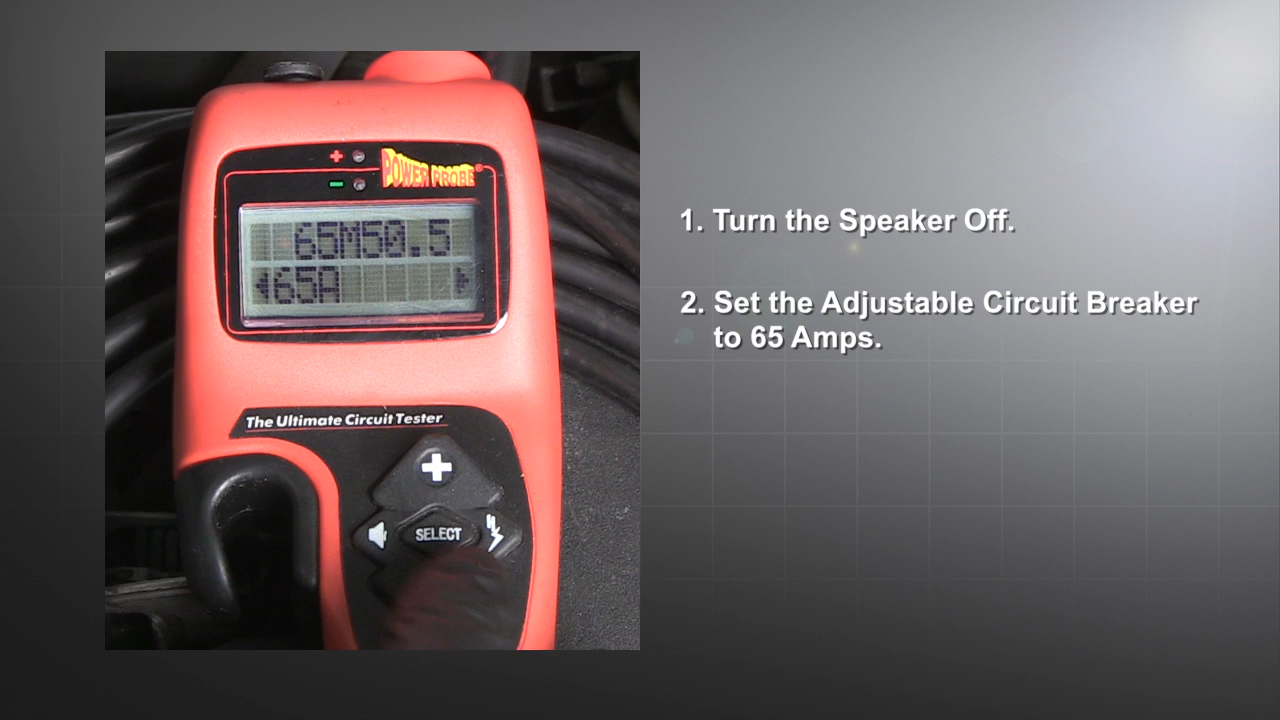 POWER PROBE®
65M50.5
65A
The Ultimate Circuit Tester
SELECT
1. Turn the Speaker Off.
2. Set the Adjustable Circuit Breaker
to 65 Amps.